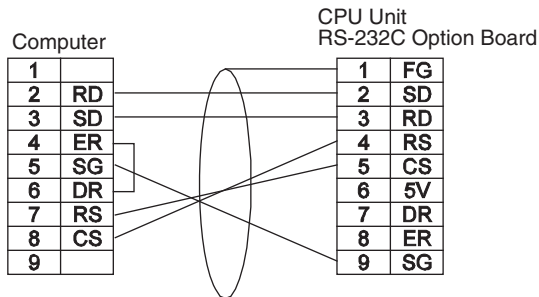 CPU Unit
RS-232C Option Board
Computer
1
2 RD
3 SD
4 ER
5 SG
6 DR
7 RS
8 CS
9
1 FG
2 SD
3 RD
4 RS
5 CS
6 5V
7 DR
8 ER
9 SG